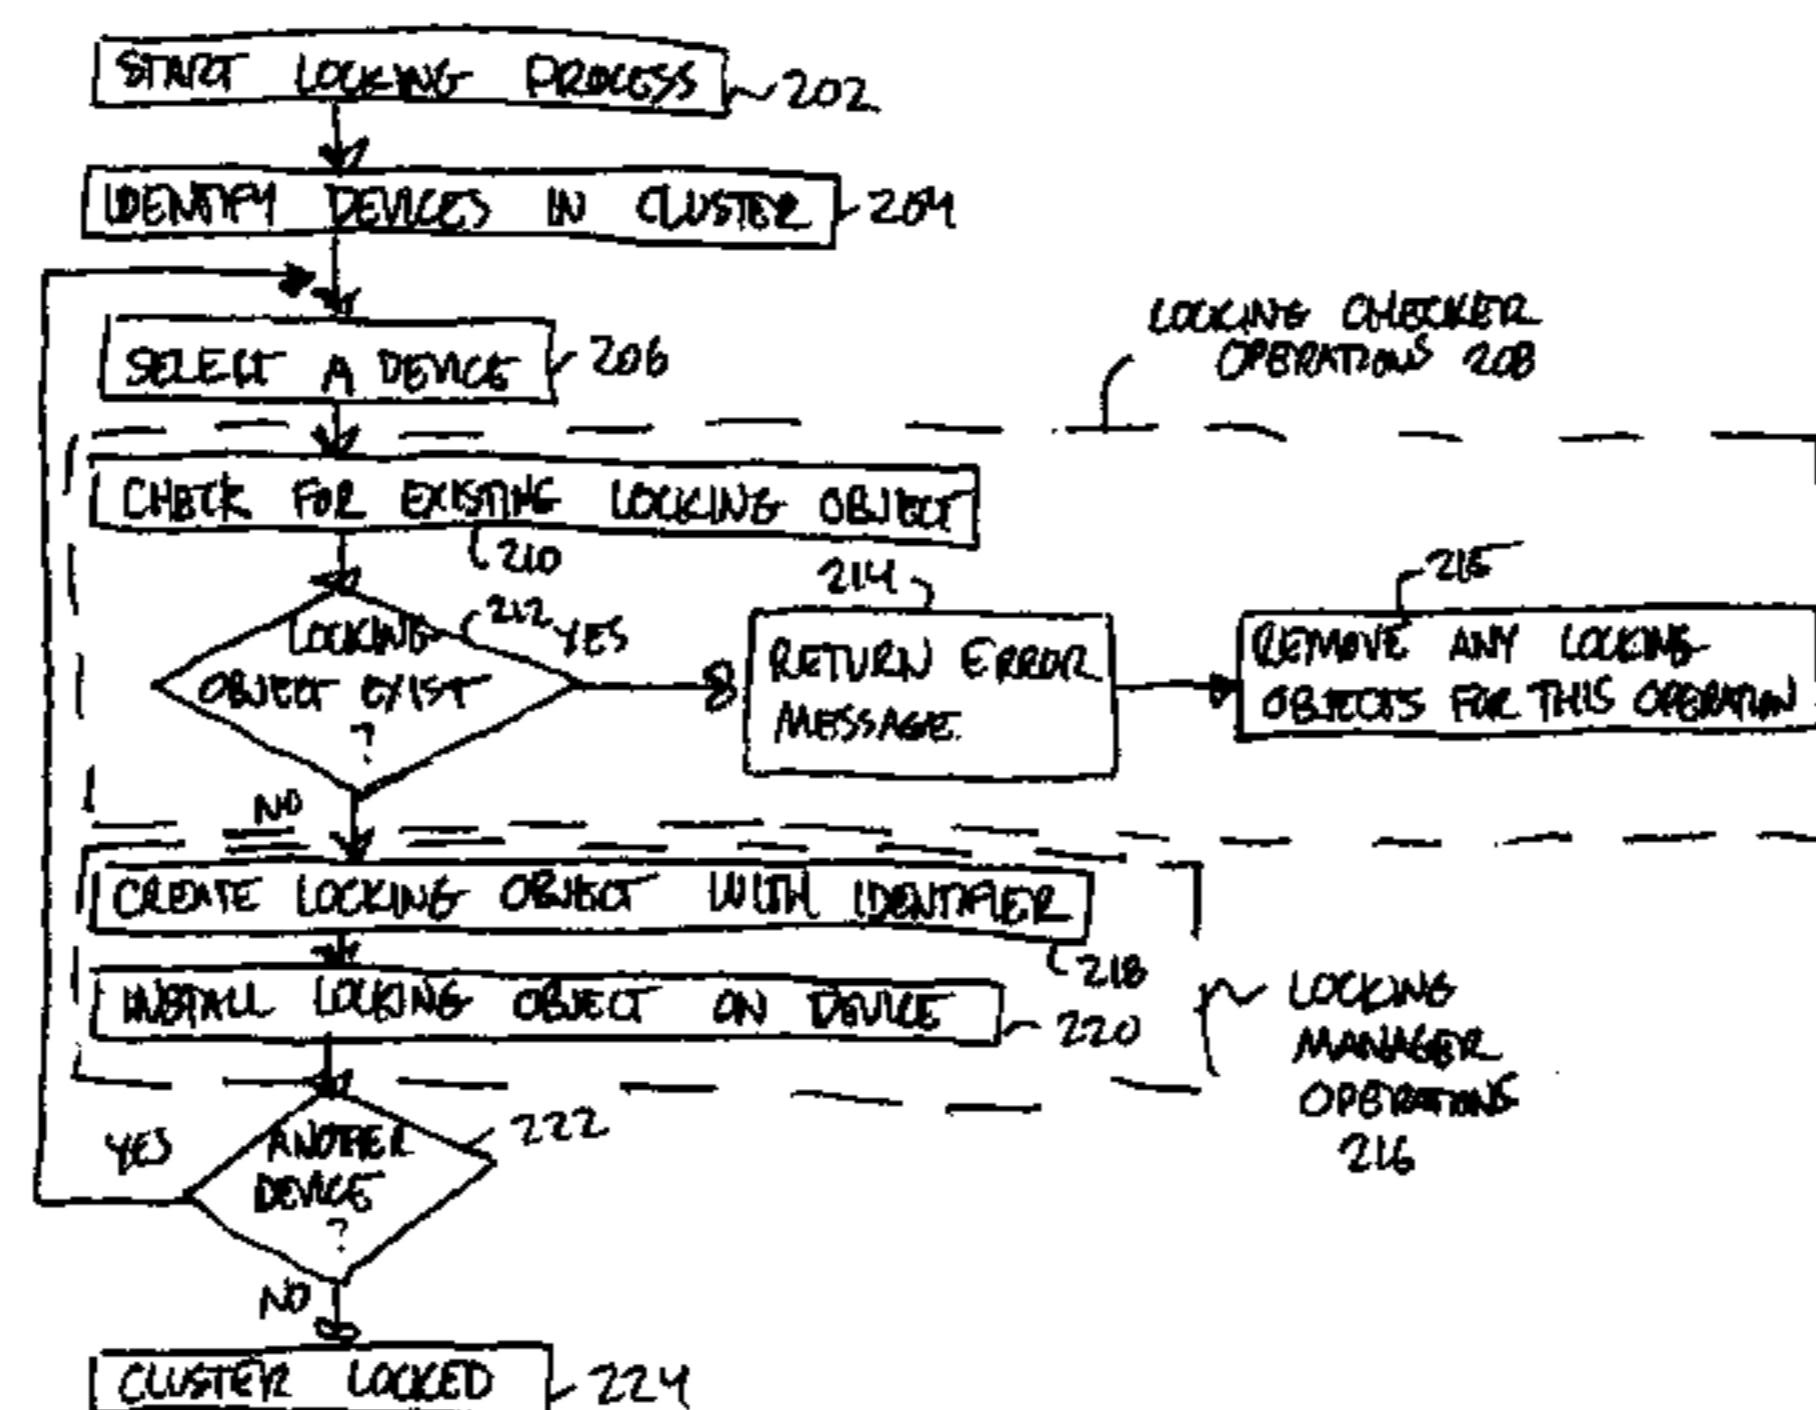 START LOCKING PROCESS 202
IDENTIFY DEVICES IN CLUSTER 204
SELECT A DEVICE 206
LOCKING CHECKER
OPERATIONS 208
CHECK FOR EXISTING LOCKING OBJECT
210
212 YES
LOCKING
OBJECT EXIST
?
214
RETURN ERROR
MESSAGE.
215
REMOVE ANY LOCKING
OBJECTS FOR THIS OPERATION
NO
CREATE LOCKING OBJECT WITH IDENTIFIER
218
INSTALL LOCKING OBJECT ON DEVICE 220
LOCKING
MANAGER
OPERATIONS
216
YES
ANOTHER
DEVICE
?
222
NO
CLUSTER LOCKED 224